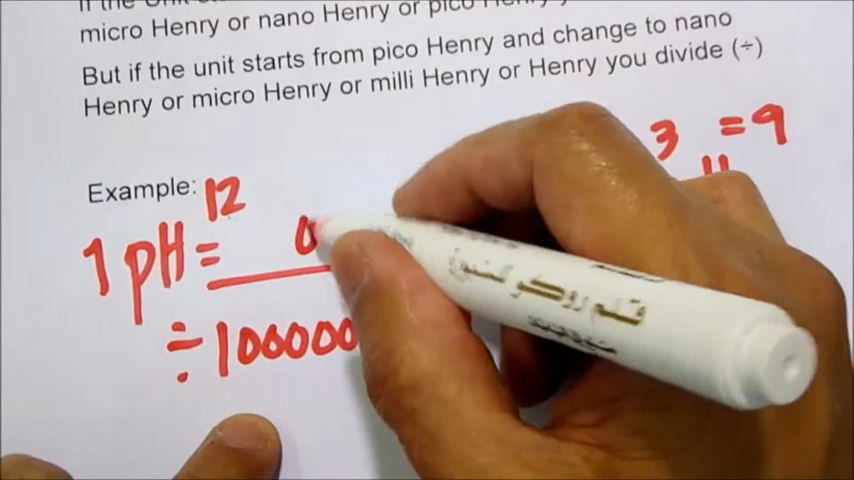 micro Henry or nano Henry or pico
But if the unit starts from pico Henry and change to nano
Henry or micro Henry or milli Henry or Henry you divide (÷)
3 = 9
Example: 12
1 PH = 0
÷ 100000